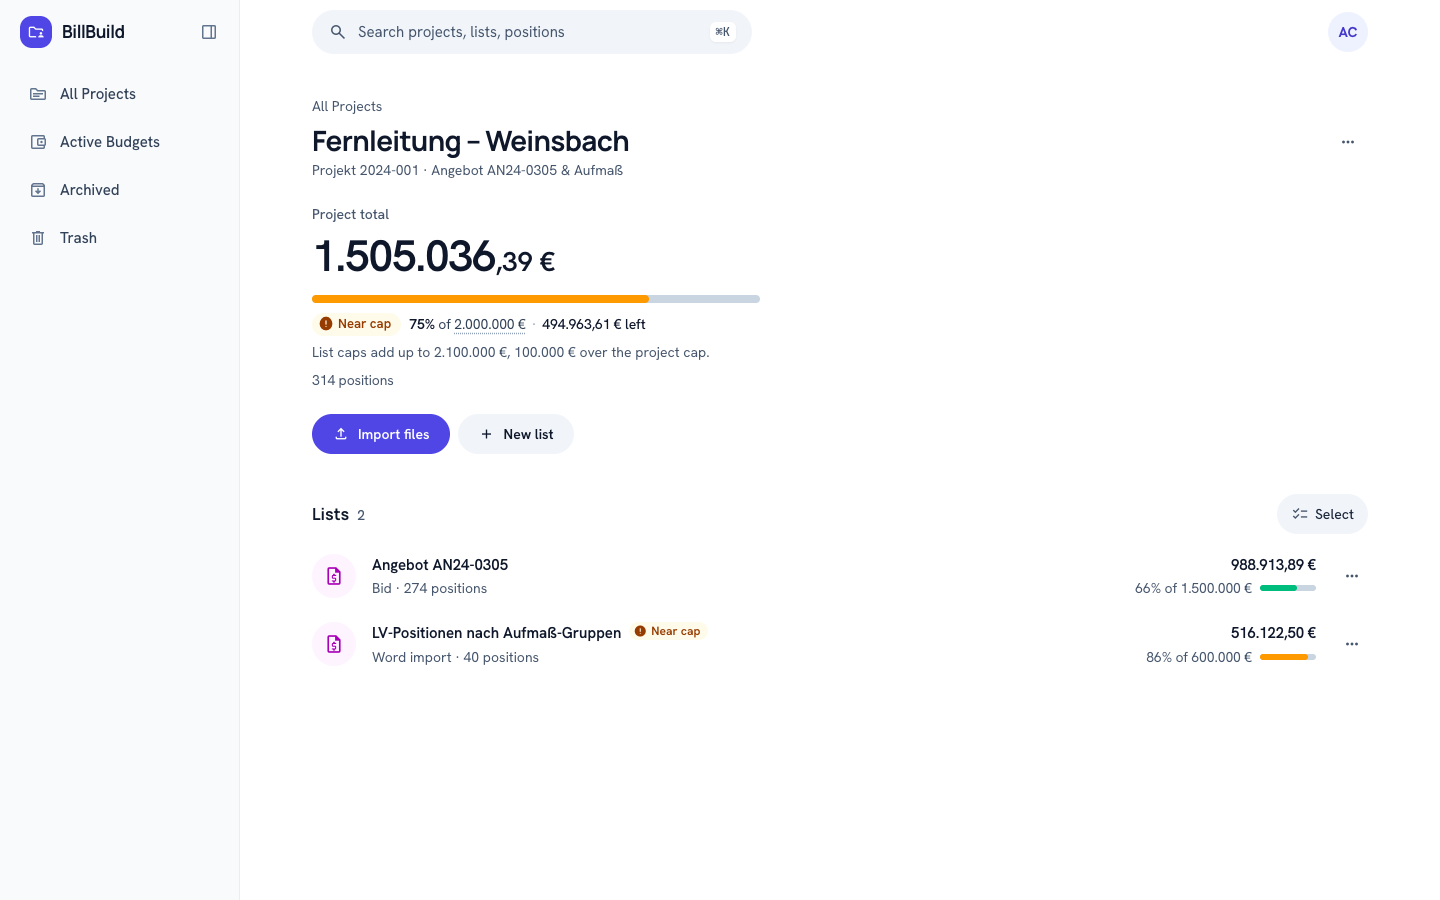 BillBuild
All Projects
Active Budgets
Archived
Trash
Search projects, lists, positions
⌘K
AC
All Projects
Fernleitung – Weinsbach
Projekt 2024-001 · Angebot AN24-0305 & Aufmaß
Project total
1.505.036,39 €
Near cap 75% of 2.000.000 € · 494.963,61 € left
List caps add up to 2.100.000 €, 100.000 € over the project cap.
314 positions
Import files
New list
Lists 2
Select
Angebot AN24-0305
988.913,89 €
Bid · 274 positions
66% of 1.500.000 €
LV-Positionen nach Aufmaß-Gruppen Near cap
516.122,50 €
Word import · 40 positions
86% of 600.000 €